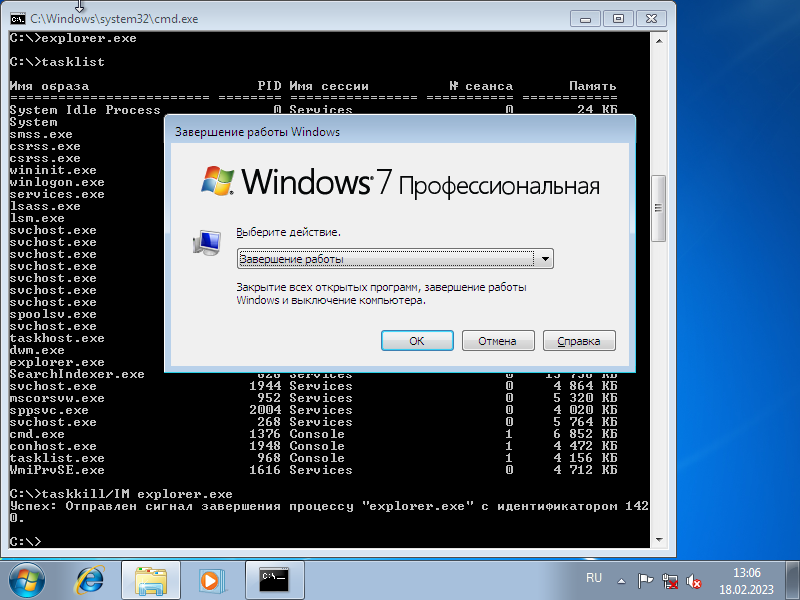 C:\Windows\system32\cmd.exe
C:\>explorer.exe
C:\>tasklist
Имя образа PID Имя сессии № сеанса Память
========================= ======== ================ =========== ============
System Idle Process 0 Services 0 24 КБ
System
smss.exe
csrss.exe
csrss.exe
wininit.exe
winlogon.exe
services.exe
lsass.exe
lsm.exe
svchost.exe
svchost.exe
svchost.exe
svchost.exe
svchost.exe
svchost.exe
svchost.exe
spoolsv.exe
svchost.exe
taskhost.exe
dwm.exe
explorer.exe
SearchIndexer.exe 820 Services 0 13 756 КБ
svchost.exe 1944 Services 0 4 864 КБ
mscorsvw.exe 952 Services 0 5 320 КБ
sppsvc.exe 2004 Services 0 4 020 КБ
svchost.exe 268 Services 0 5 764 КБ
cmd.exe 1376 Console 1 6 852 КБ
conhost.exe 1948 Console 1 4 472 КБ
tasklist.exe 968 Console 1 4 156 КБ
WmiPrvSE.exe 1616 Services 0 4 712 КБ
C:\>taskkill/IM explorer.exe
Успех: Отправлен сигнал завершения процессу "explorer.exe" с идентификатором 142
0.
C:\>
Завершение работы Windows
Windows 7 Профессиональная
Выберите действие.
Завершение работы
Закрытие всех открытых программ, завершение работы
Windows и выключение компьютера.
ОК Отмена Справка
RU
13:06
18.02.2023